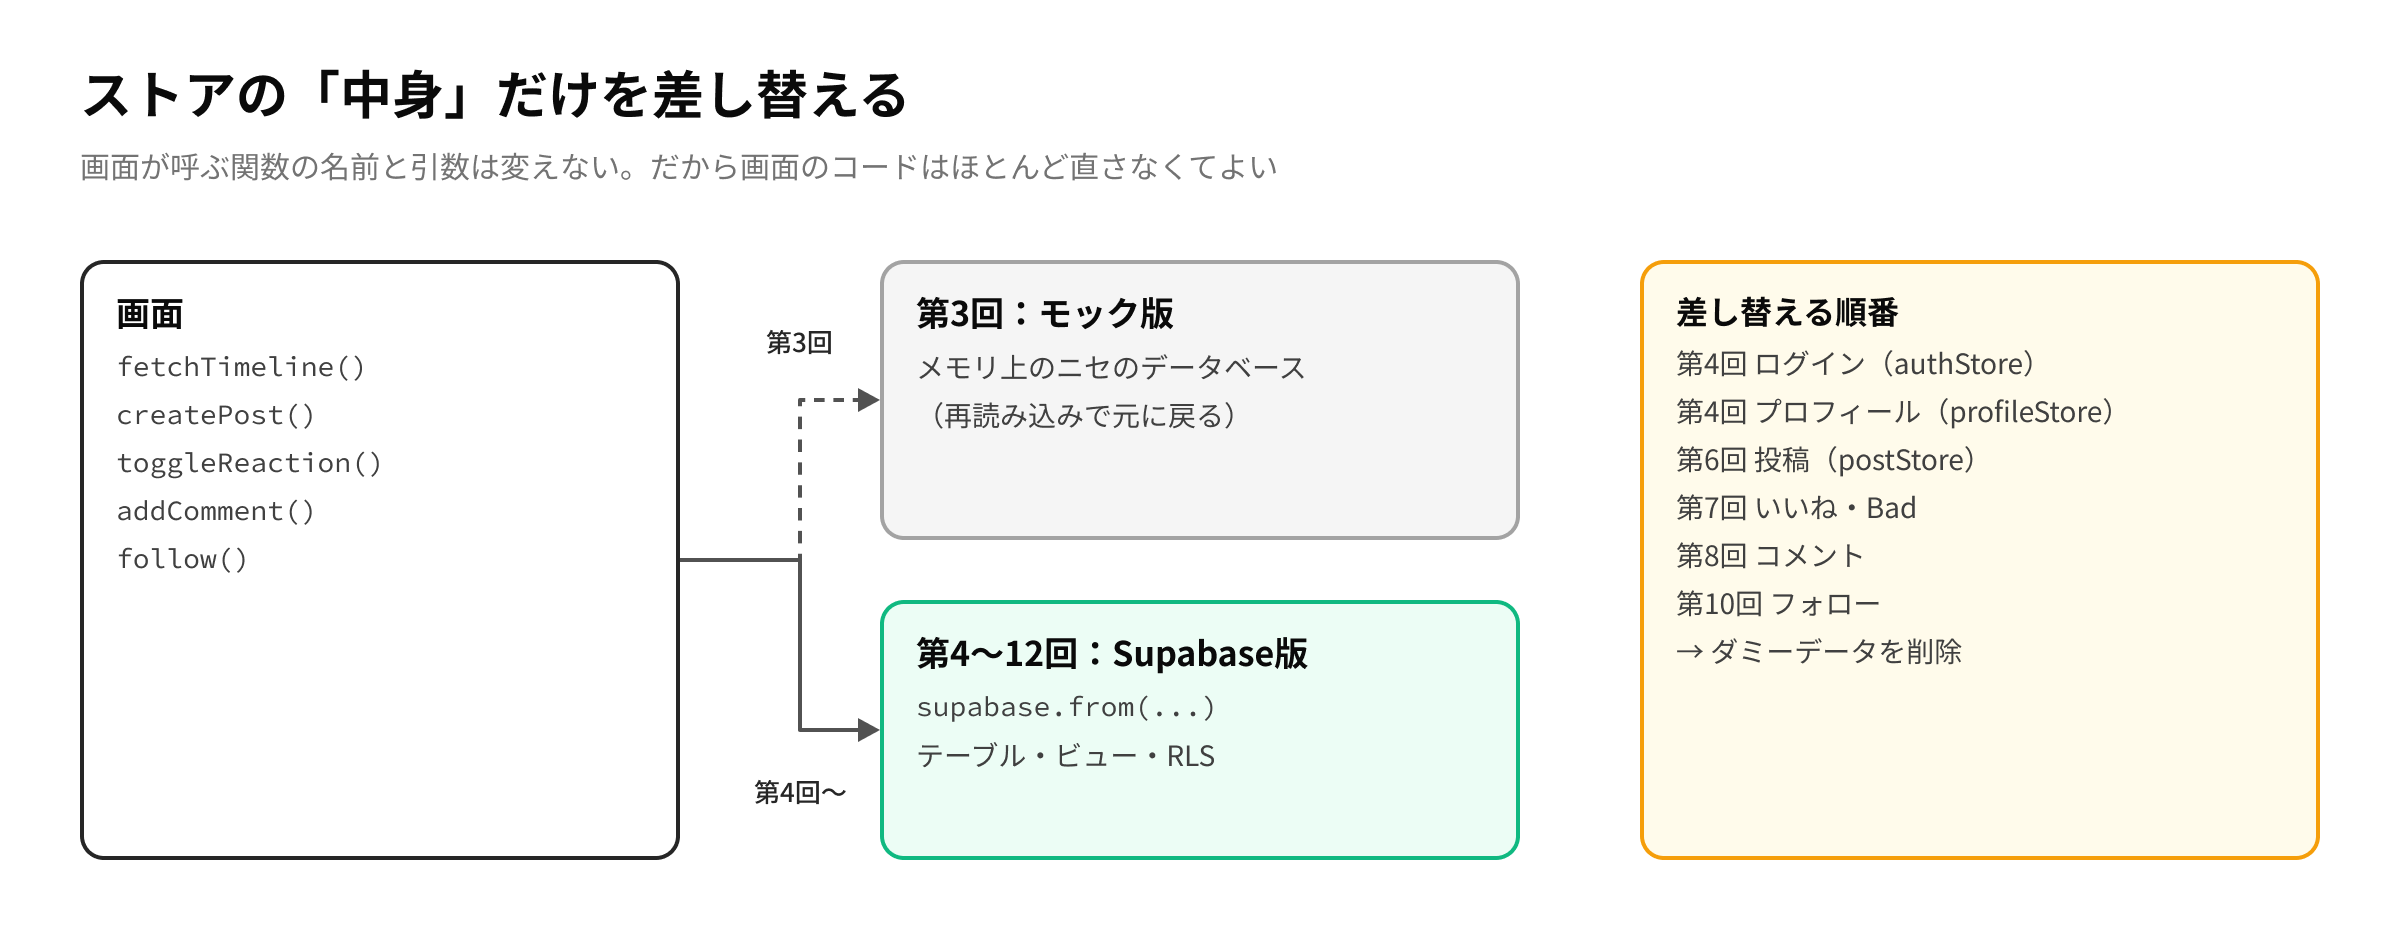 ストアの「中身」だけを差し替える
画面が呼ぶ関数の名前と引数は変えない。だから画面のコードはほとんど直さなくてよい
画面
fetchTimeline()
createPost()
toggleReaction()
addComment()
follow()
第3回
第4回〜
第3回：モック版
メモリ上のニセのデータベース
（再読み込みで元に戻る）
第4〜12回：Supabase版
supabase.from(...)
テーブル・ビュー・RLS
差し替える順番
第4回 ログイン（authStore）
第4回 プロフィール（profileStore）
第6回 投稿（postStore）
第7回 いいね・Bad
第8回 コメント
第10回 フォロー
→ ダミーデータを削除